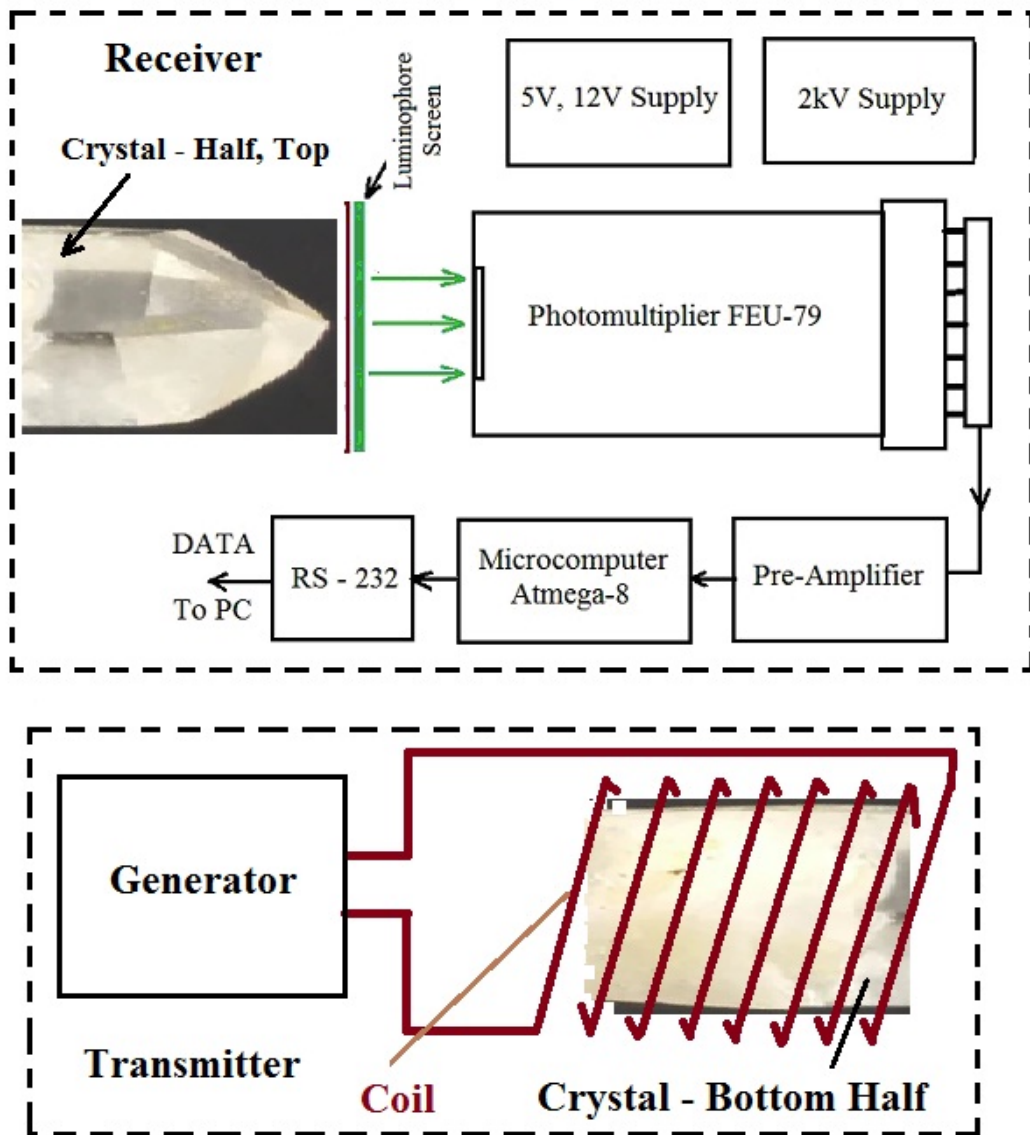 Receiver
Crystal - Half, Top
Luminophore
Screen
5V, 12V Supply
2kV Supply
Photomultiplier FEU-79
DATA
To PC
RS - 232
Microcomputer
Atmega-8
Pre-Amplifier
Generator
Transmitter
Coil
Crystal - Bottom Half